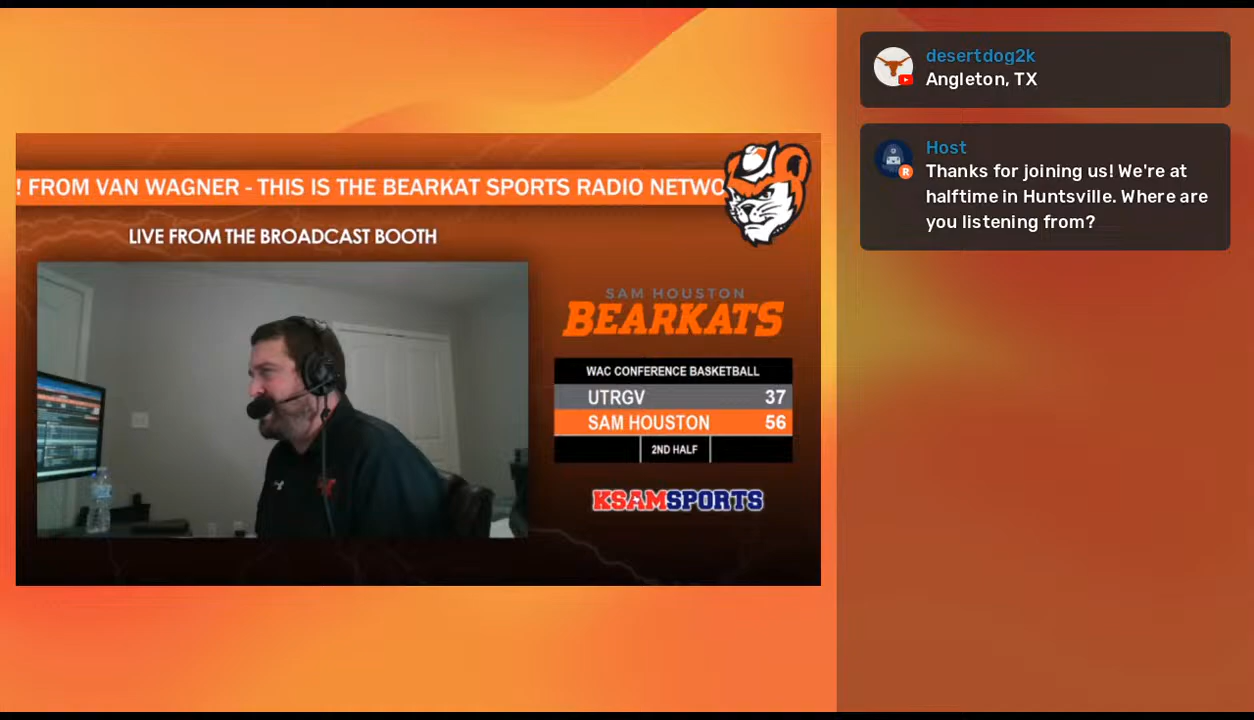 ! FROM VAN WAGNER - THIS IS THE BEARKAT SPORTS RADIO NETWO
LIVE FROM THE BROADCAST BOOTH
SAM HOUSTON
BEARKATS
WAC CONFERENCE BASKETBALL
UTRGV 37
SAM HOUSTON 56
2ND HALF
KSAMSPORTS
desertdog2k
Angleton, TX
Host
Thanks for joining us! We're at
halftime in Huntsville. Where are
you listening from?